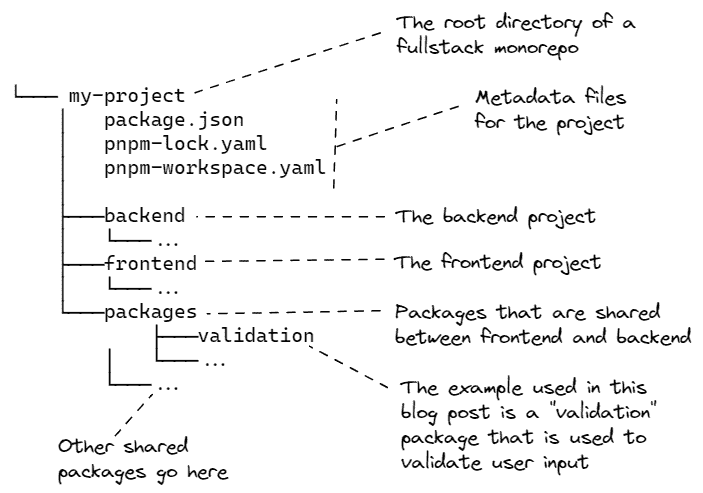 The root directory of a
fullstack monorepo
my-project
package.json
pnpm-lock.yaml
pnpm-workspace.yaml
Metadata files
for the project
backend
The backend project
...
frontend
The frontend project
...
packages
Packages that are shared
between frontend and backend
validation
...
...
The example used in this
blog post is a "validation"
package that is used to
validate user input
Other shared
packages go here